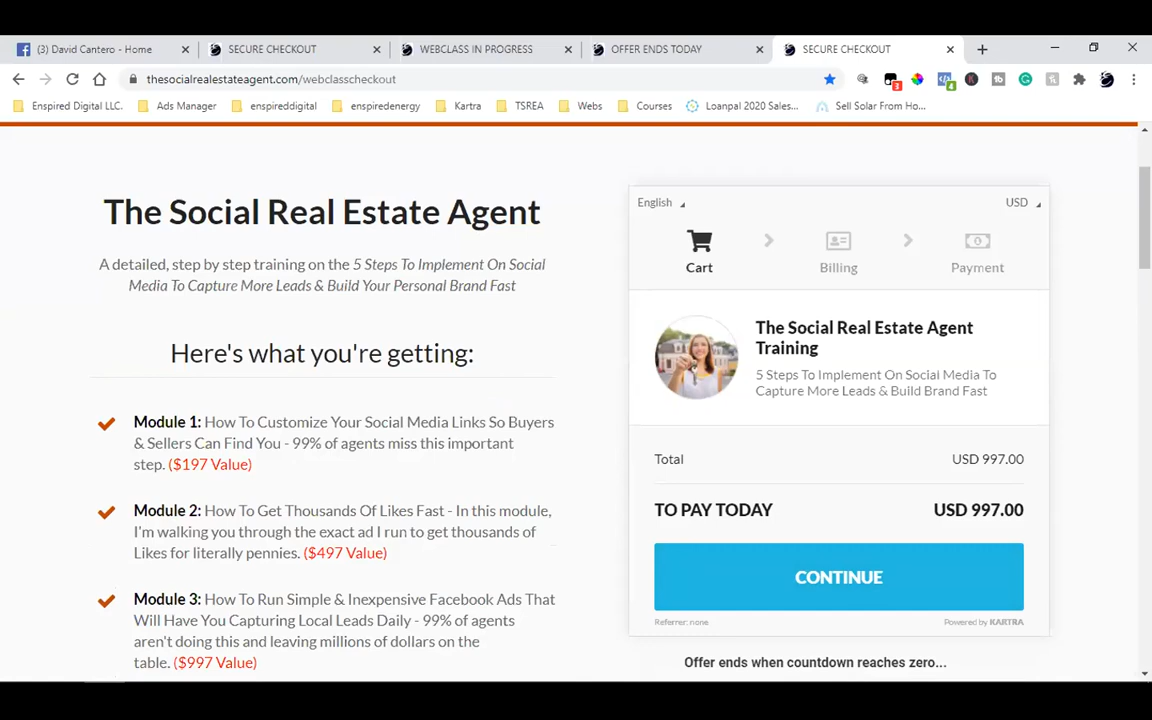 (3) David Cantero - Home
SECURE CHECKOUT
WEBCLASS IN PROGRESS
OFFER ENDS TODAY
SECURE CHECKOUT
thesocialrealestateagent.com/webclasscheckout
Enspired Digital LLC.
Ads Manager
enspireddigital
enspiredenergy
Kartra
TSREA
Webs
Courses
Loanpal 2020 Sales...
Sell Solar From Ho...
The Social Real Estate Agent
A detailed, step by step training on the 5 Steps To Implement On Social
Media To Capture More Leads & Build Your Personal Brand Fast
Here's what you're getting:
Module 1: How To Customize Your Social Media Links So Buyers
& Sellers Can Find You - 99% of agents miss this important
step. ($197 Value)
Module 2: How To Get Thousands Of Likes Fast - In this module,
I'm walking you through the exact ad I run to get thousands of
Likes for literally pennies. ($497 Value)
Module 3: How To Run Simple & Inexpensive Facebook Ads That
Will Have You Capturing Local Leads Daily - 99% of agents
aren't doing this and leaving millions of dollars on the
table. ($997 Value)
English
USD
Cart
Billing
Payment
The Social Real Estate Agent
Training
5 Steps To Implement On Social Media To
Capture More Leads & Build Brand Fast
Total
USD 997.00
TO PAY TODAY
USD 997.00
CONTINUE
Referrer: none
Powered by KARTRA
Offer ends when countdown reaches zero...